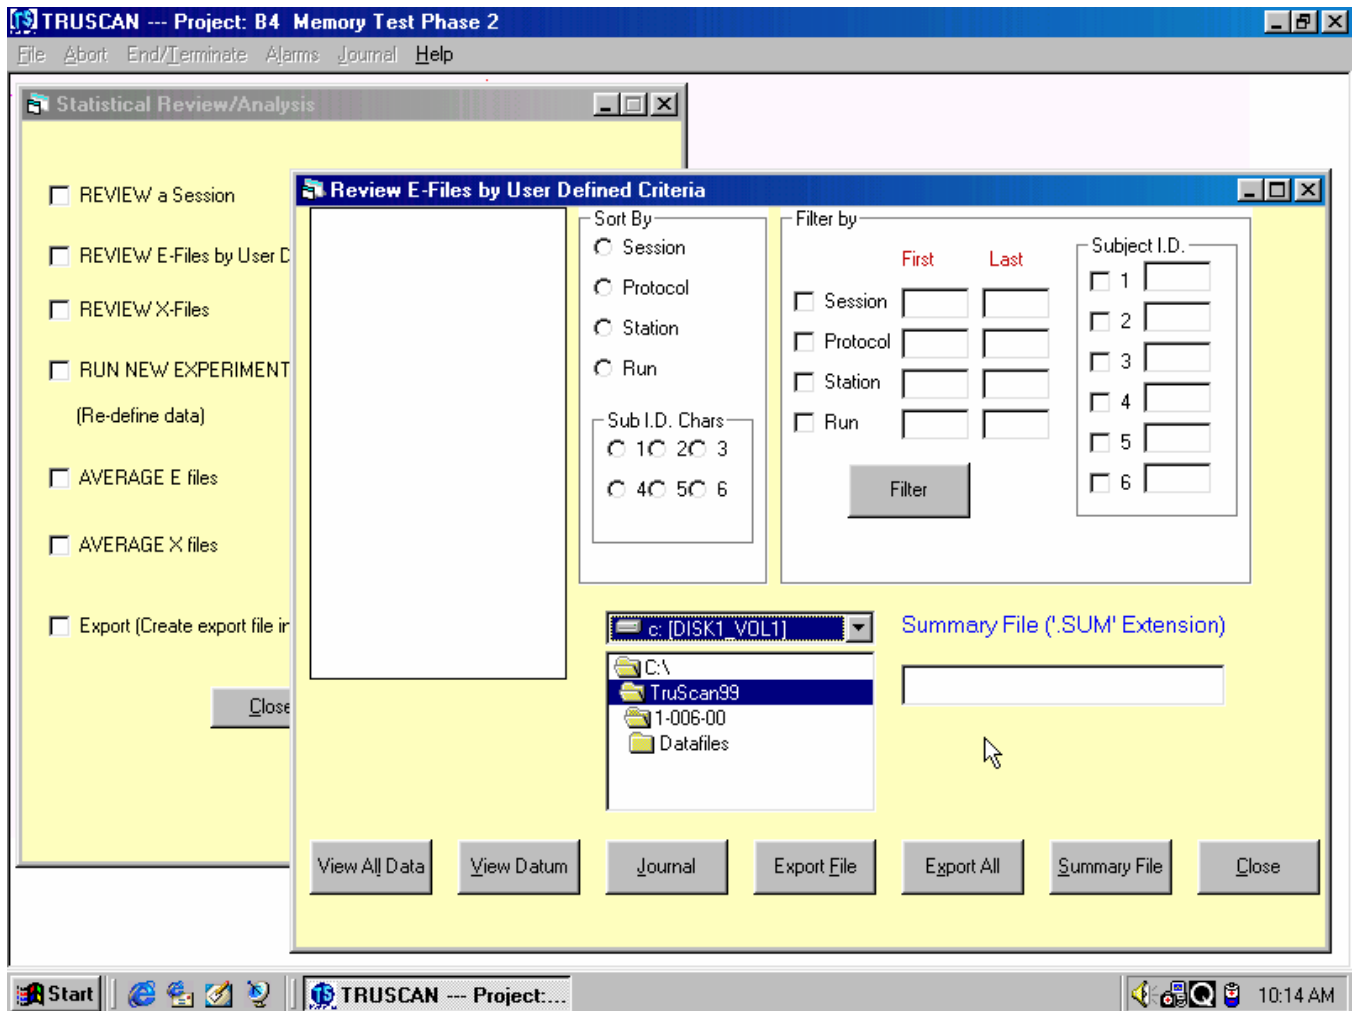 TRUSCAN --- Project: B4 Memory Test Phase 2
File Abort End/Terminate Alarms Journal Help
Statistical Review/Analysis
REVIEW a Session
REVIEW E-Files by User D
REVIEW X-Files
RUN NEW EXPERIMENT
(Re-define data)
AVERAGE E files
AVERAGE X files
Export (Create export file in
Close
Review E-Files by User Defined Criteria
Sort By
Session
Protocol
Station
Run
Sub I.D. Chars
1 2 3
4 5 6
Filter by
First Last
Session
Protocol
Station
Run
Filter
Subject I.D.
1
2
3
4
5
6
c: [DISK1_VOL1]
C:\
TruScan99
1-006-00
Datafiles
Summary File ('.SUM' Extension)
View All Data View Datum Journal Export File Export All Summary File Close
Start TRUSCAN --- Project:... 10:14 AM